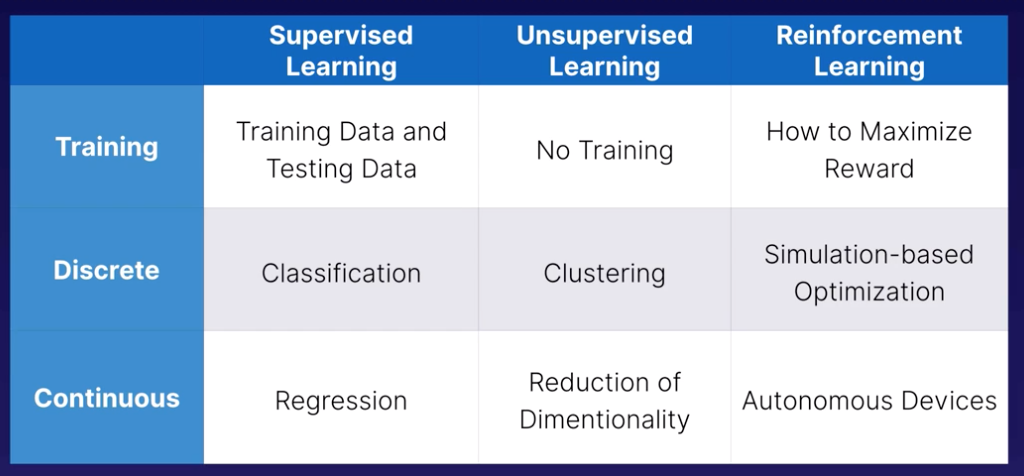 Supervised
Learning
Unsupervised
Learning
Reinforcement
Learning
Training
Training Data and
Testing Data
No Training
How to Maximize
Reward
Discrete
Classification
Clustering
Simulation-based
Optimization
Continuous
Regression
Reduction of
Dimentionality
Autonomous Devices